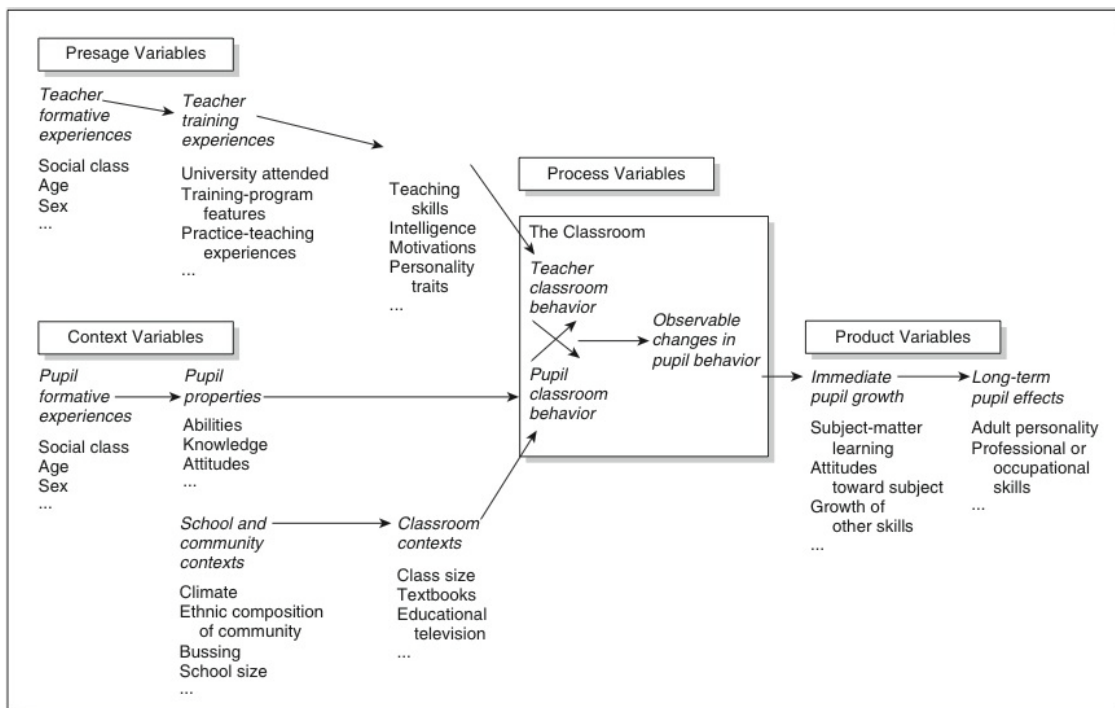 Presage Variables
Teacher
formative
experiences
Social class
Age
Sex
...
Teacher
training
experiences
University attended
Training-program
features
Practice-teaching
experiences
...
Teaching
skills
Intelligence
Motivations
Personality
traits
...
Process Variables
The Classroom
Teacher
classroom
behavior
Observable
changes in
pupil behavior
Pupil
classroom
behavior
Context Variables
Pupil
formative
experiences
Social class
Age
Sex
...
Pupil
properties
Abilities
Knowledge
Attitudes
...
School and
community
contexts
Climate
Ethnic composition
of community
Bussing
School size
...
Classroom
contexts
Class size
Textbooks
Educational
television
...
Product Variables
Immediate
pupil growth
Subject-matter
learning
Attitudes
toward subject
Growth of
other skills
...
Long-term
pupil effects
Adult personality
Professional or
occupational
skills
...